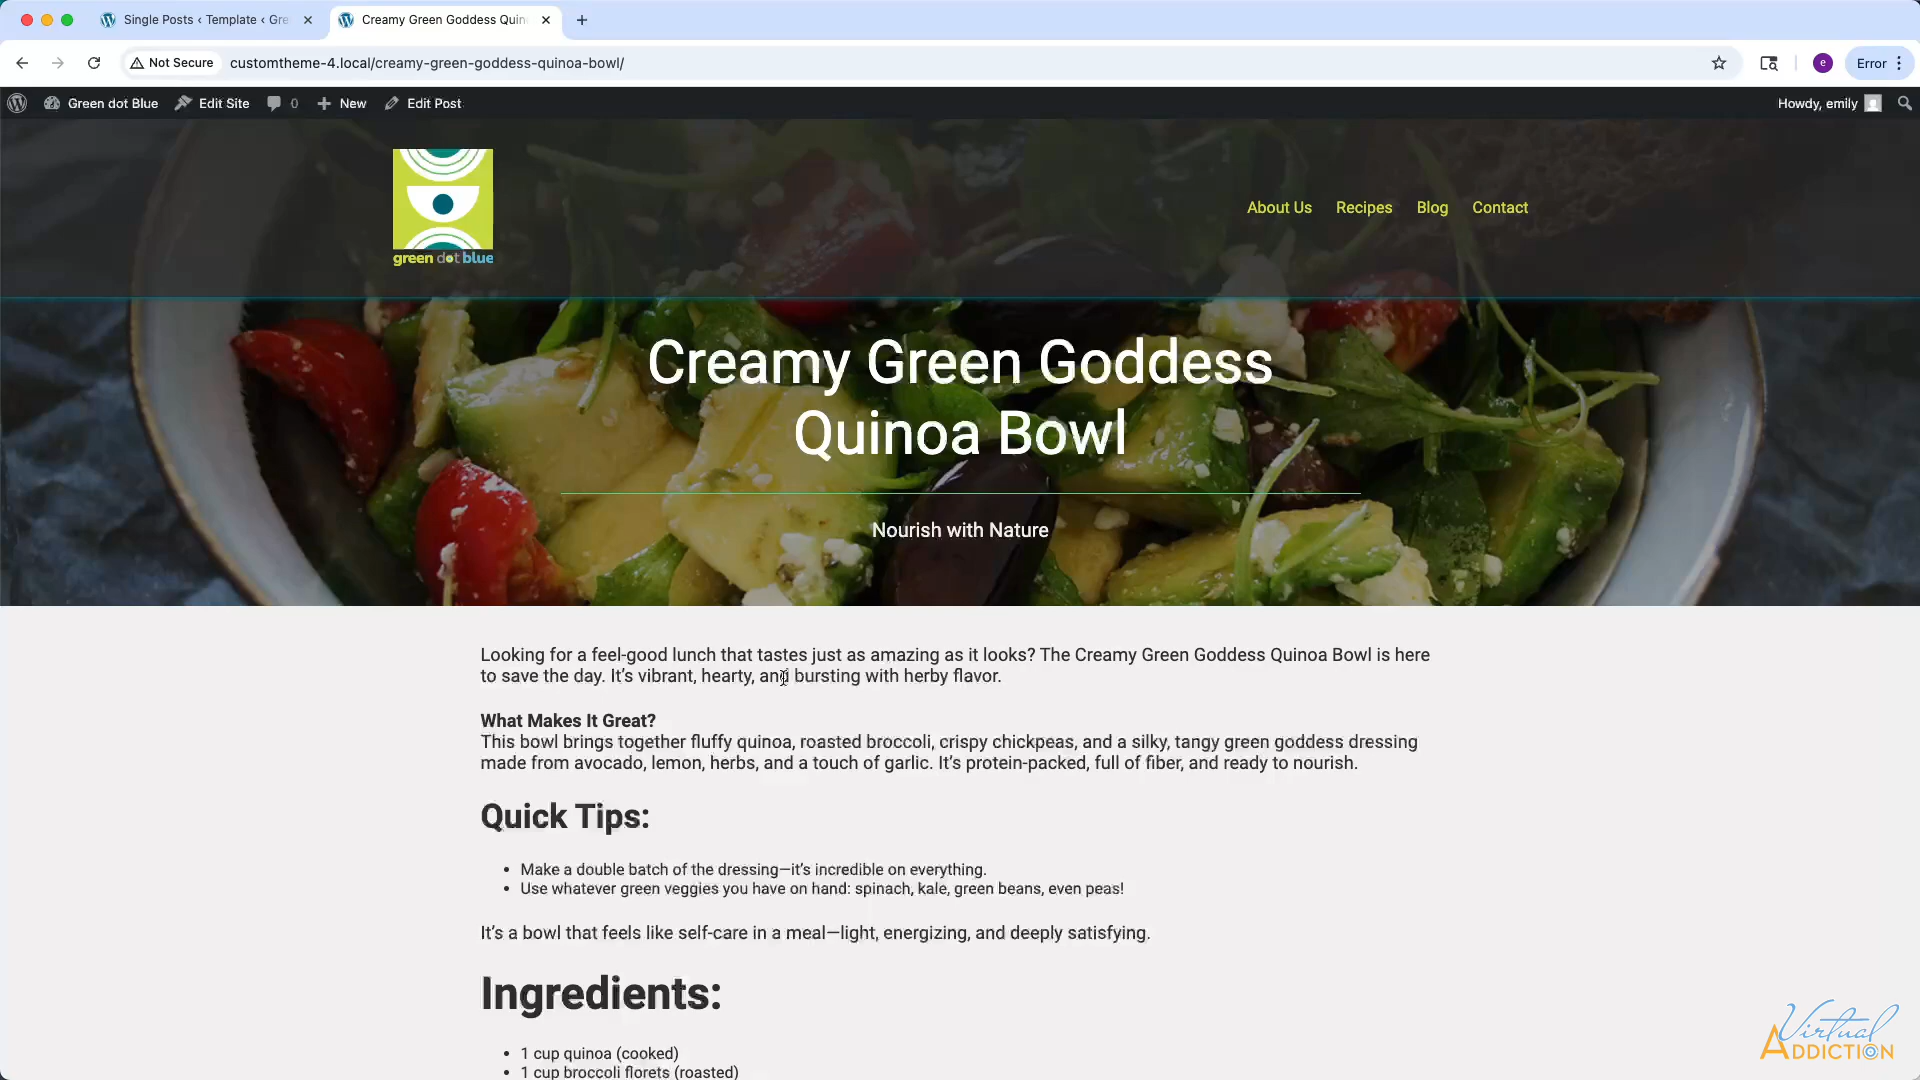 Single Posts ‹ Template ‹ Gre
Creamy Green Goddess Quin
Not Secure
customtheme-4.local/creamy-green-goddess-quinoa-bowl/
e
Error
Green dot Blue
Edit Site
0
New
Edit Post
Howdy, emily
green dot blue
About Us
Recipes
Blog
Contact
Creamy Green Goddess
Quinoa Bowl
Nourish with Nature
Looking for a feel-good lunch that tastes just as amazing as it looks? The Creamy Green Goddess Quinoa Bowl is here
to save the day. It’s vibrant, hearty, and bursting with herby flavor.
What Makes It Great?
This bowl brings together fluffy quinoa, roasted broccoli, crispy chickpeas, and a silky, tangy green goddess dressing
made from avocado, lemon, herbs, and a touch of garlic. It’s protein-packed, full of fiber, and ready to nourish.
Quick Tips:
• Make a double batch of the dressing—it’s incredible on everything.
• Use whatever green veggies you have on hand: spinach, kale, green beans, even peas!
It’s a bowl that feels like self-care in a meal—light, energizing, and deeply satisfying.
Ingredients:
• 1 cup quinoa (cooked)
• 1 cup broccoli florets (roasted)
Virtual
ADDICTION